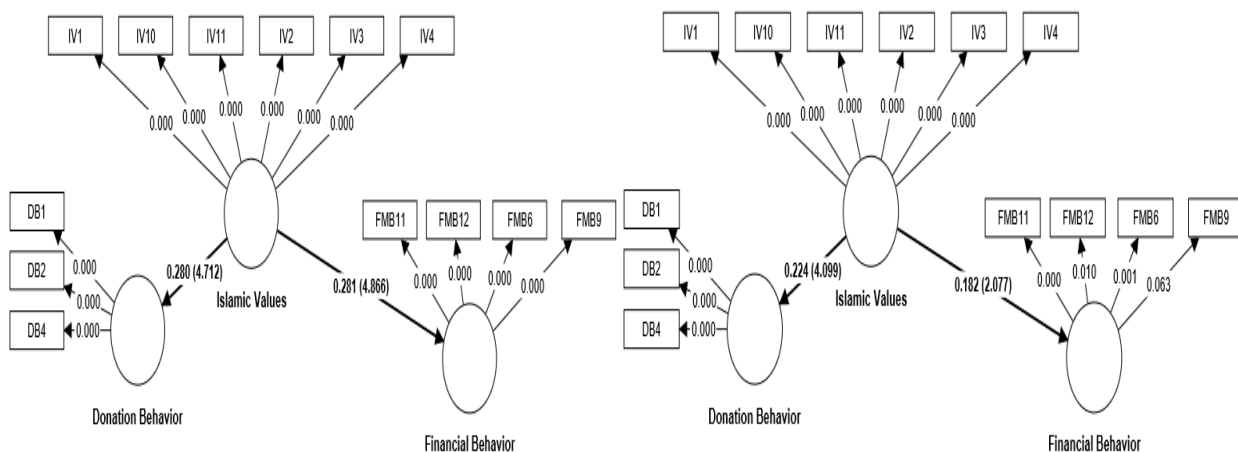 IV1 IV10 IV11 IV2 IV3 IV4
0.000 0.000 0.000 0.000 0.000 0.000
DB1
DB2
DB4
0.000
0.000
0.000
0.280 (4.712)
Islamic Values
0.281 (4.866)
FMB11 FMB12 FMB6 FMB9
0.000 0.000 0.000 0.000
Donation Behavior
Financial Behavior
IV1 IV10 IV11 IV2 IV3 IV4
0.000 0.000 0.000 0.000 0.000 0.000
DB1
DB2
DB4
0.000
0.000
0.000
0.224 (4.099)
Islamic Values
0.182 (2.077)
FMB11 FMB12 FMB6 FMB9
0.000 0.010 0.001 0.063
Donation Behavior
Financial Behavior